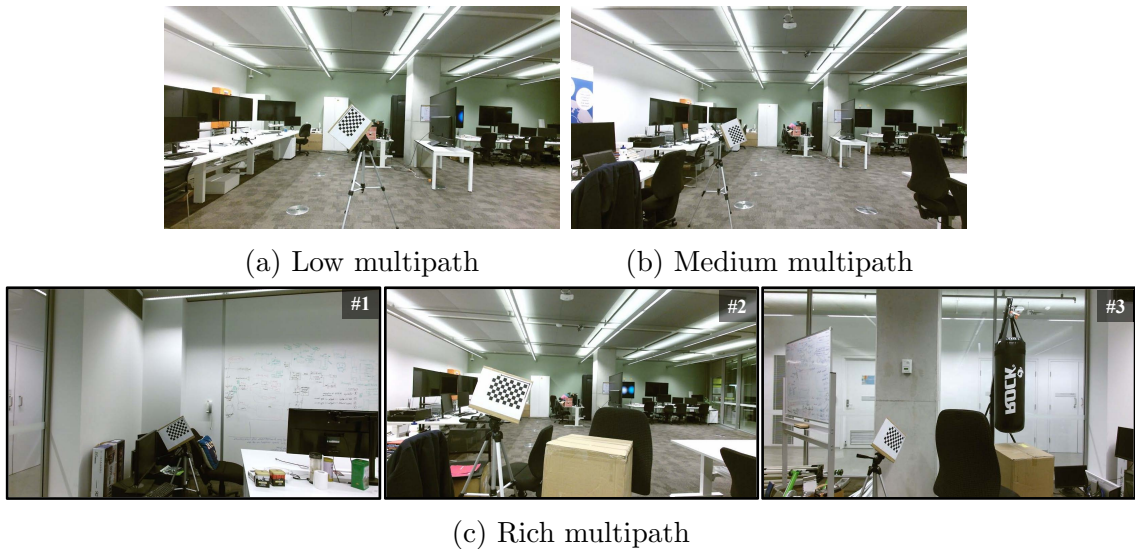 (a) Low multipath
(b) Medium multipath
#1
#2
#3
ROCK
(c) Rich multipath